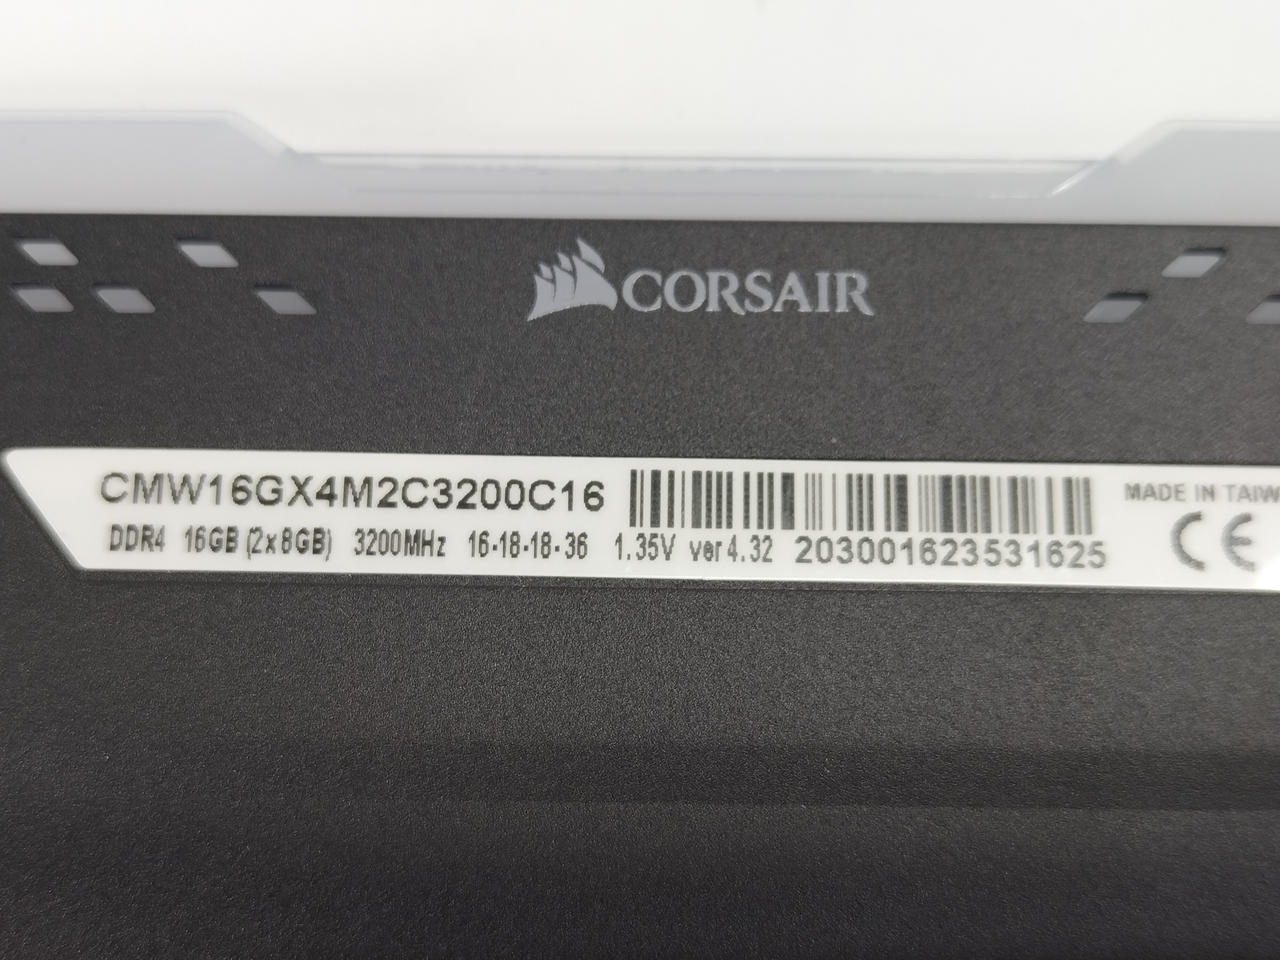 CORSAIR
CMW16GX4M2C3200C16
DDR4 16GB (2x8GB) 3200MHz 16-18-18-36 1.35V ver4.32
203001623531625
MADE IN TAIW
CE